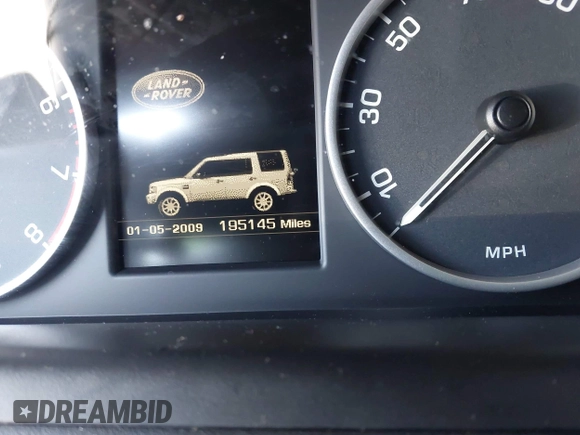 LAND-
-ROVER
01-05-2009 195145 Miles
6
7
8
10
30
50
MPH
DREAMBID